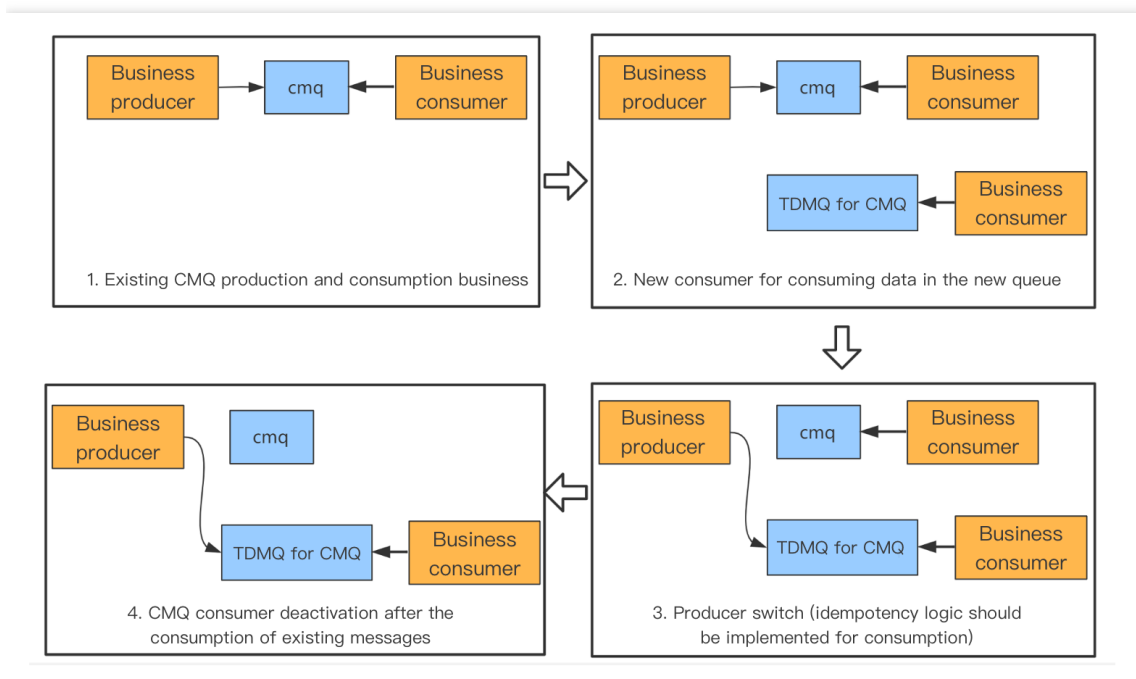 Business
producer
cmq
Business
consumer
1. Existing CMQ production and consumption business
Business
producer
cmq
Business
consumer
TDMQ for CMQ
Business
consumer
2. New consumer for consuming data in the new queue
Business
producer
cmq
Business
consumer
TDMQ for CMQ
Business
consumer
3. Producer switch (idempotency logic should
be implemented for consumption)
Business
producer
cmq
TDMQ for CMQ
Business
consumer
4. CMQ consumer deactivation after the
consumption of existing messages